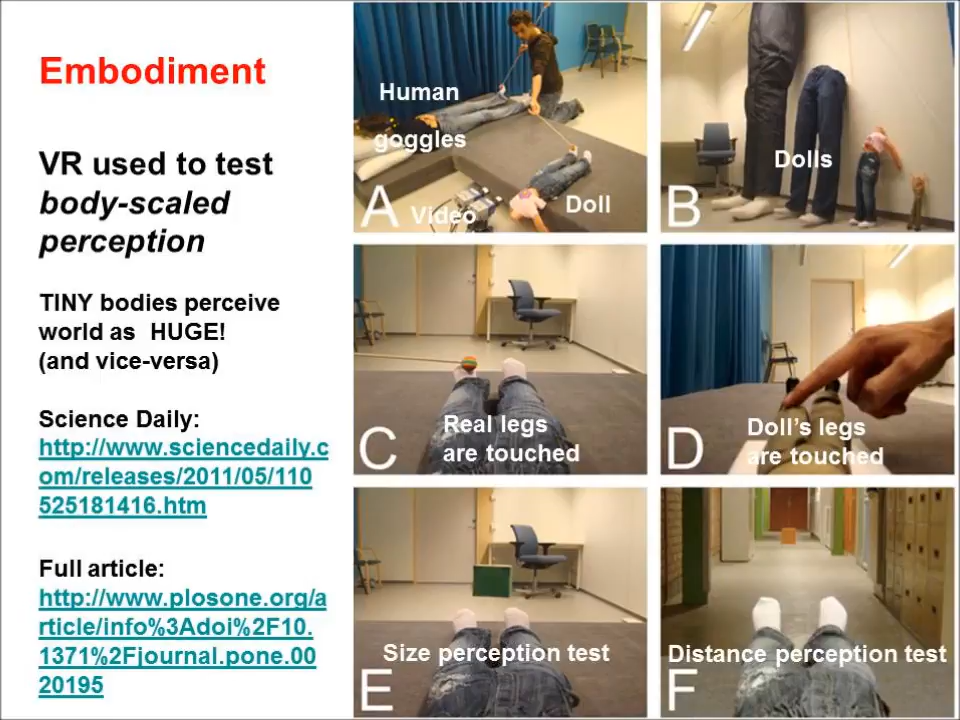 Embodiment
VR used to test
body-scaled
perception
TINY bodies perceive
world as HUGE!
(and vice-versa)
Science Daily:
http://www.sciencedaily.c
om/releases/2011/05/110
525181416.htm
Full article:
http://www.plosone.org/a
rticle/info%3Adoi%2F10.
1371%2Fjournal.pone.00
20195
Human
goggles
Doll
Video
A
Dolls
B
Real legs
are touched
C
Doll's legs
are touched
D
Size perception test
E
Distance perception test
F